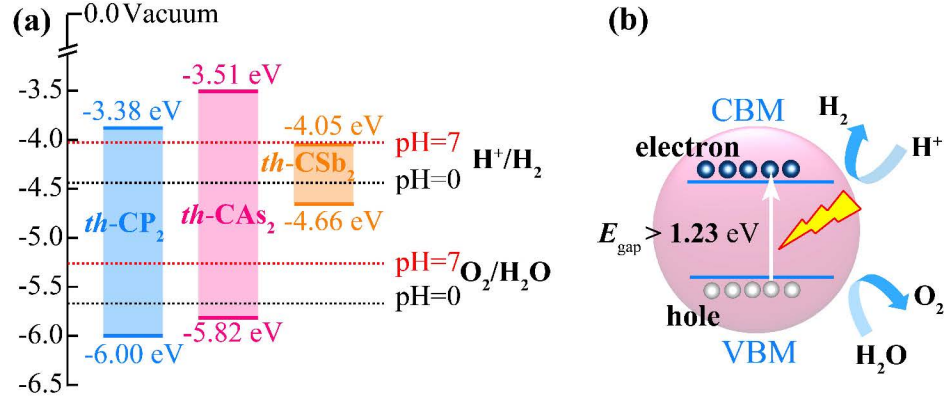 (a)
0.0 Vacuum
-3.5
-4.0
-4.5
-5.0
-5.5
-6.0
-6.5
-3.38 eV
th-CP2
-6.00 eV
-3.51 eV
th-CAs2
-5.82 eV
-4.05 eV
th-CSb2
-4.66 eV
pH=7
H+/H2
pH=0
pH=7
O2/H2O
pH=0
(b)
CBM
H2
H+
electron
Egap > 1.23 eV
hole
O2
H2O
VBM